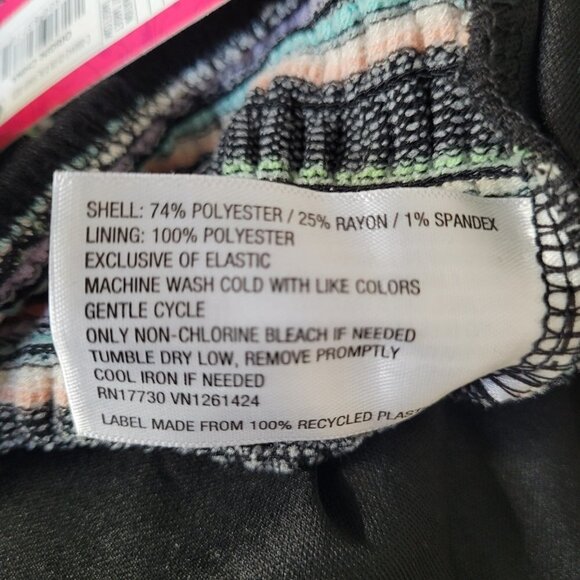 SHELL: 74% POLYESTER / 25% RAYON / 1% SPANDEX
LINING: 100% POLYESTER
EXCLUSIVE OF ELASTIC
MACHINE WASH COLD WITH LIKE COLORS
GENTLE CYCLE
ONLY NON-CHLORINE BLEACH IF NEEDED
TUMBLE DRY LOW, REMOVE PROMPTLY
COOL IRON IF NEEDED
RN17730 VN1261424
LABEL MADE FROM 100% RECYCLED PLAS